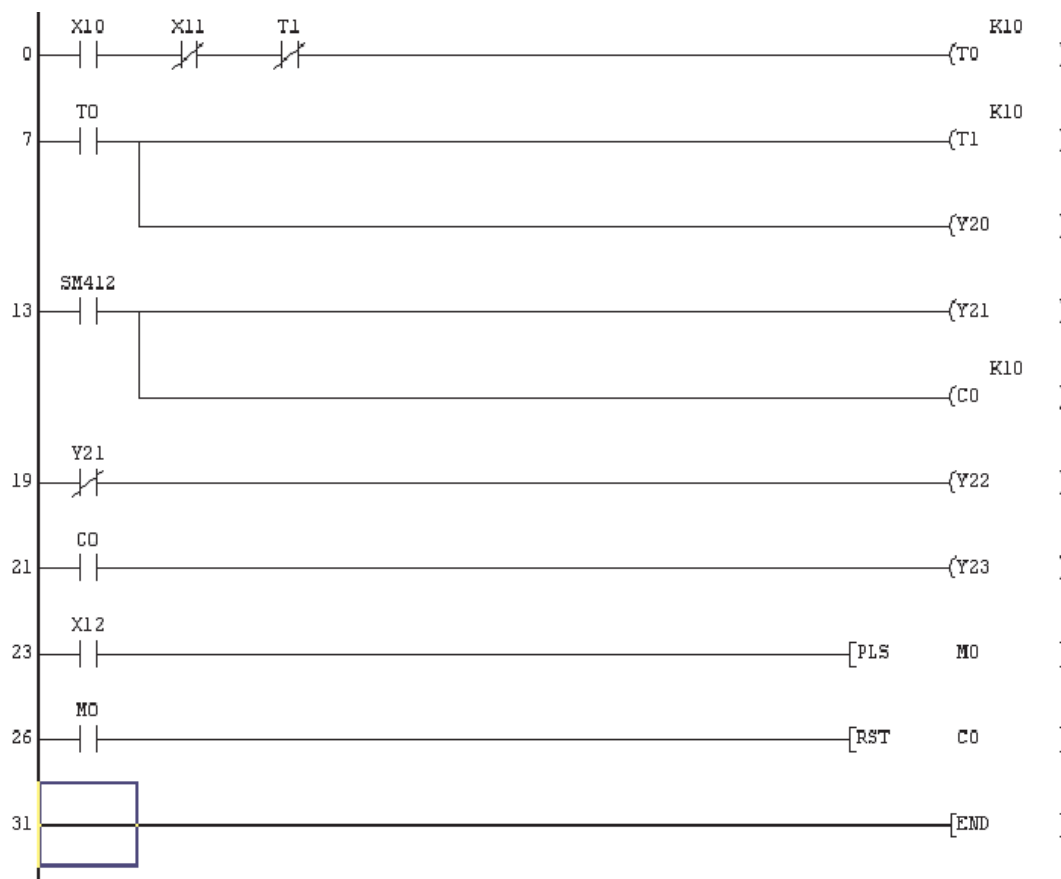 X10 X11 T1 K10
0 (T0 )
T0 K10
7 (T1 )
(Y20 )
SM412
13 (Y21 )
K10
(C0 )
Y21
19 (Y22 )
C0
21 (Y23 )
X12
23 [PLS M0 ]
M0
26 [RST C0 ]
31 [END ]